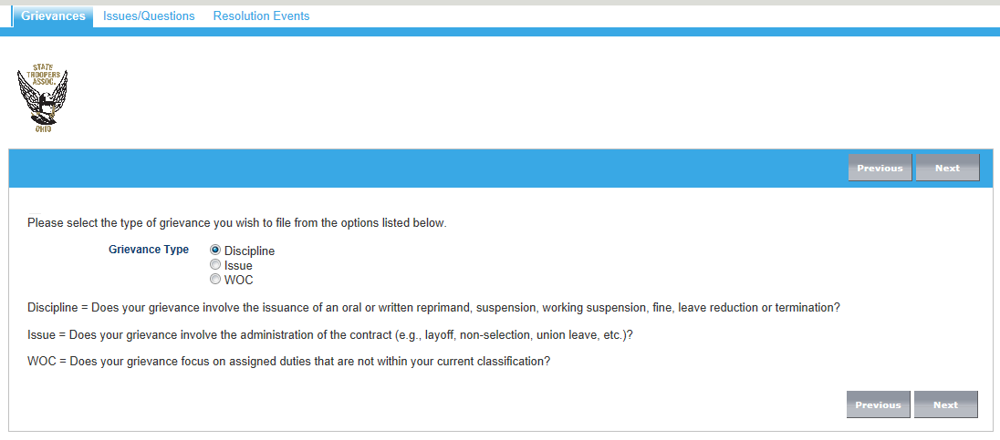 Grievances Issues/Questions Resolution Events
STATE
TROOPERS
ASSOC.
OHIO
Previous Next
Please select the type of grievance you wish to file from the options listed below.
Grievance Type Discipline
Issue
WOC
Discipline = Does your grievance involve the issuance of an oral or written reprimand, suspension, working suspension, fine, leave reduction or termination?
Issue = Does your grievance involve the administration of the contract (e.g., layoff, non-selection, union leave, etc.)?
WOC = Does your grievance focus on assigned duties that are not within your current classification?
Previous Next